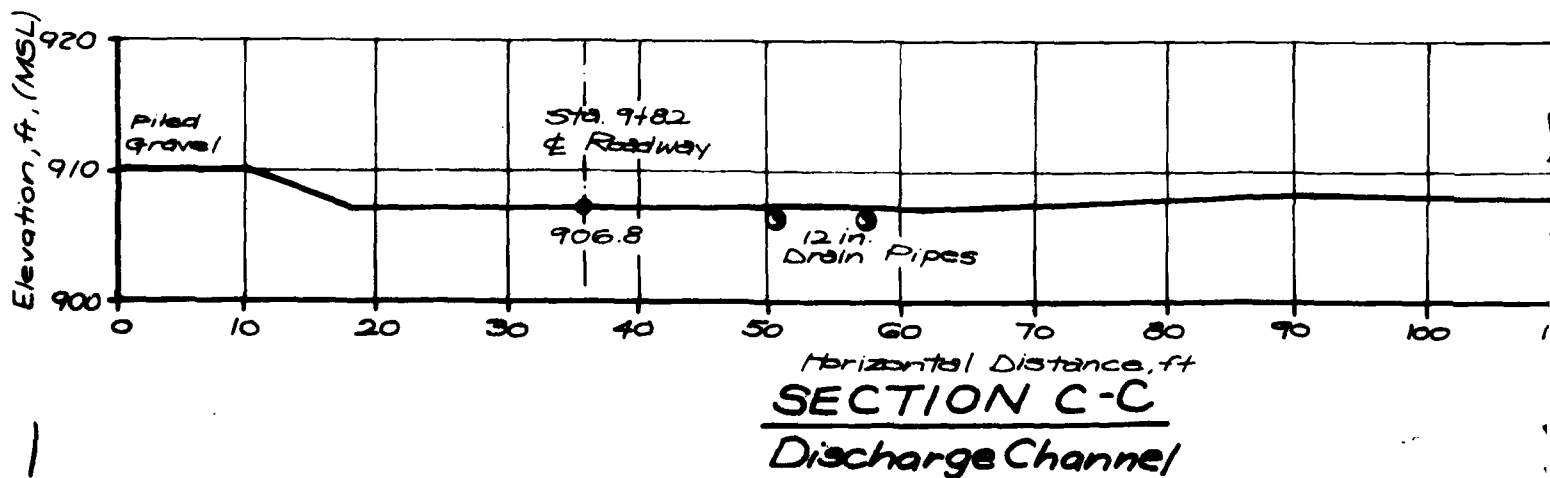 Elevation, ft, (MSL)
920
910
900
Piled
Gravel
Sta. 9+82
℄ Roadway
906.8
12 in.
Drain Pipes
0 10 20 30 40 50 60 70 80 90 100
Horizontal Distance, ft
SECTION C-C
Discharge Channel